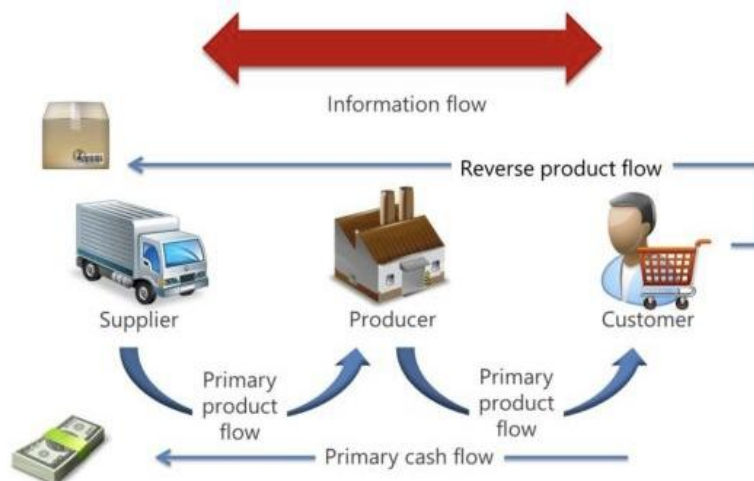 Information flow
Reverse product flow
Supplier
Producer
Customer
Primary
product
flow
Primary
product
flow
Primary cash flow